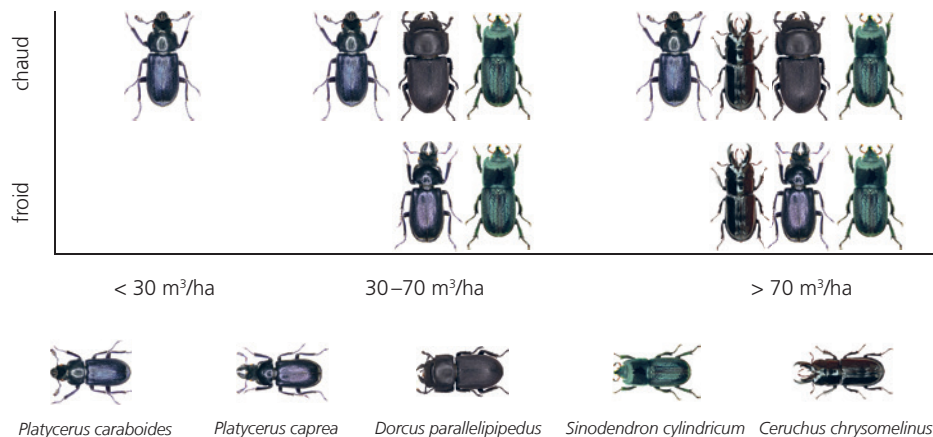 chaud
froid
< 30 m³/ha
30–70 m³/ha
> 70 m³/ha
Platycerus caraboides
Platycerus caprea
Dorcus parallelipipedus
Sinodendron cylindricum
Ceruchus chrysomelinus